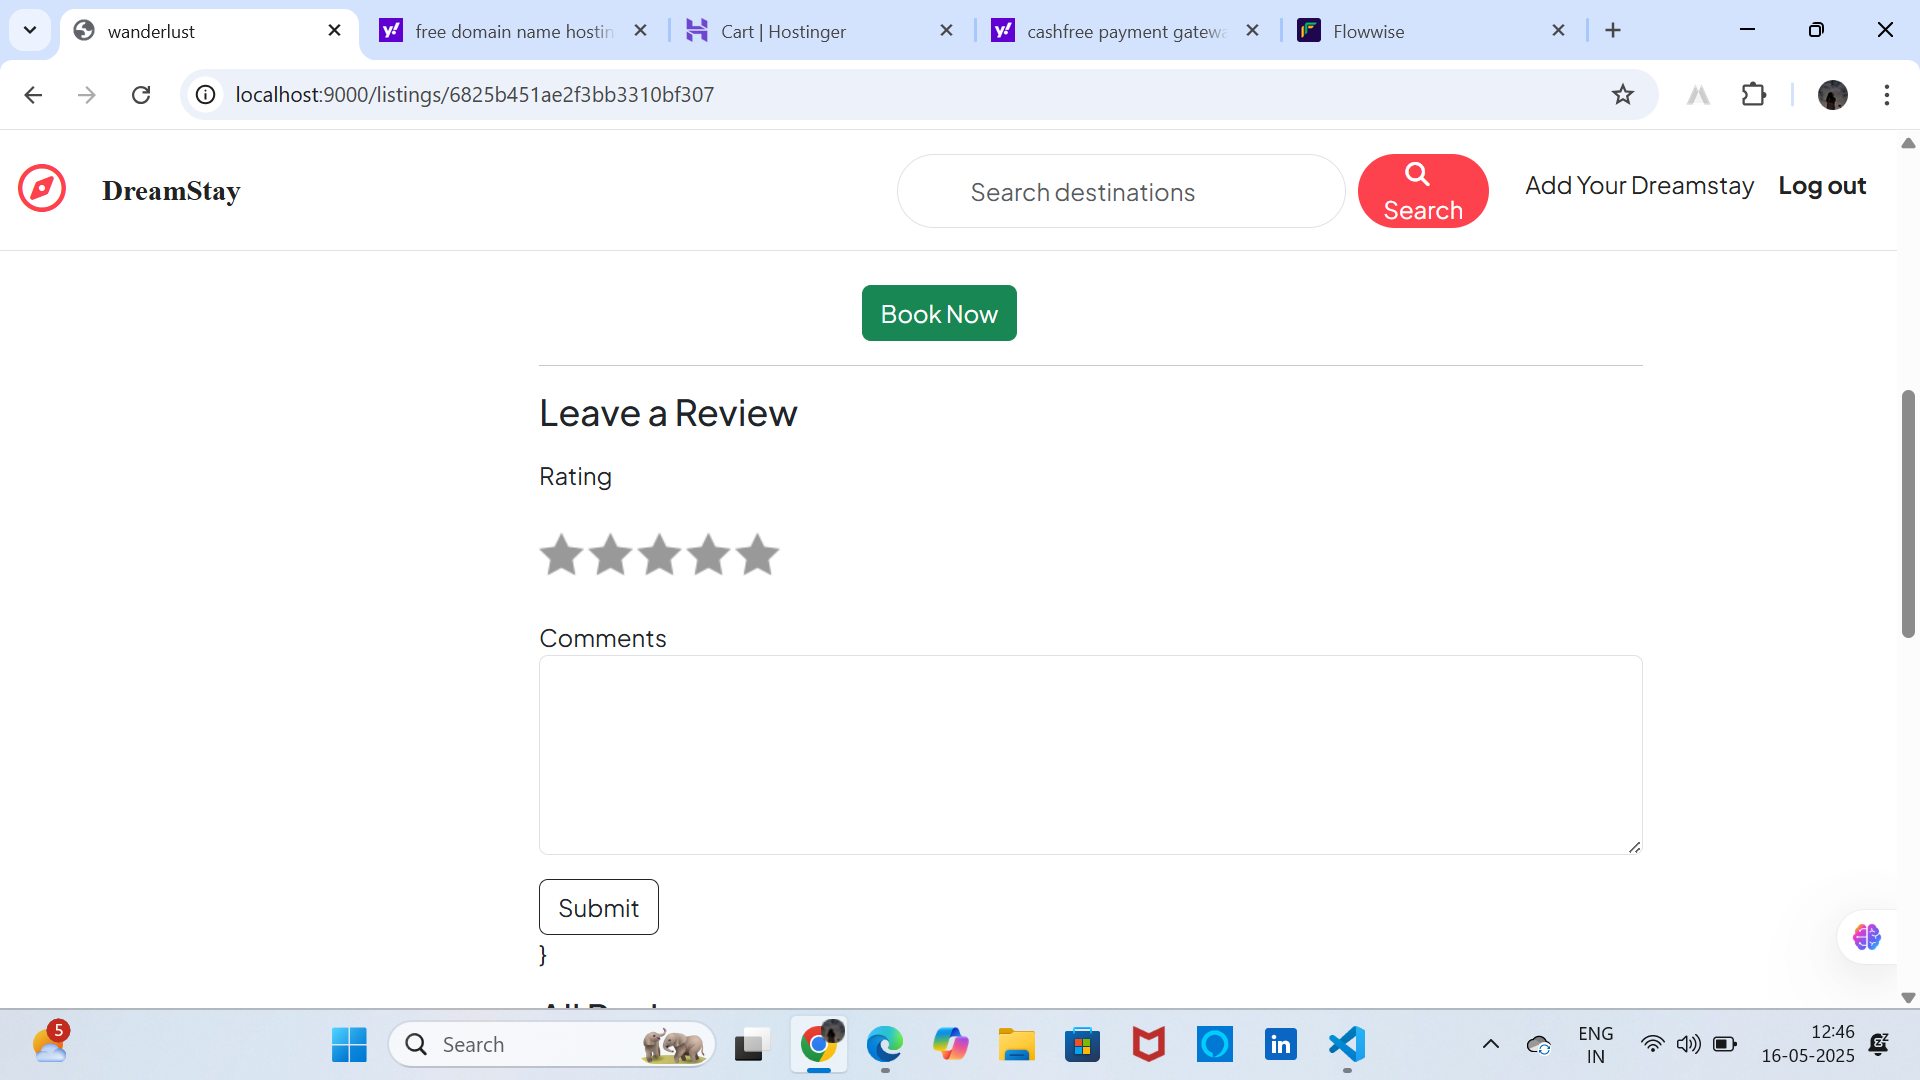 wanderlust
free domain name hostin
Cart | Hostinger
cashfree payment gatewa
Flowwise
localhost:9000/listings/6825b451ae2f3bb3310bf307
DreamStay
Search destinations
Search
Add Your Dreamstay
Log out
Book Now
Leave a Review
Rating
Comments
Submit
}
5
Search
ENG
IN
12:46
16-05-2025